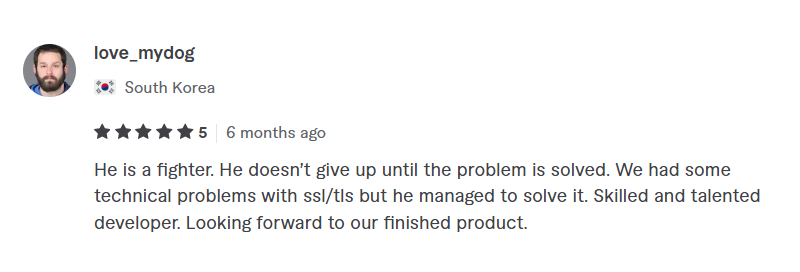 love_mydog
South Korea
5 6 months ago
He is a fighter. He doesn't give up until the problem is solved. We had some
technical problems with ssl/tls but he managed to solve it. Skilled and talented
developer. Looking forward to our finished product.